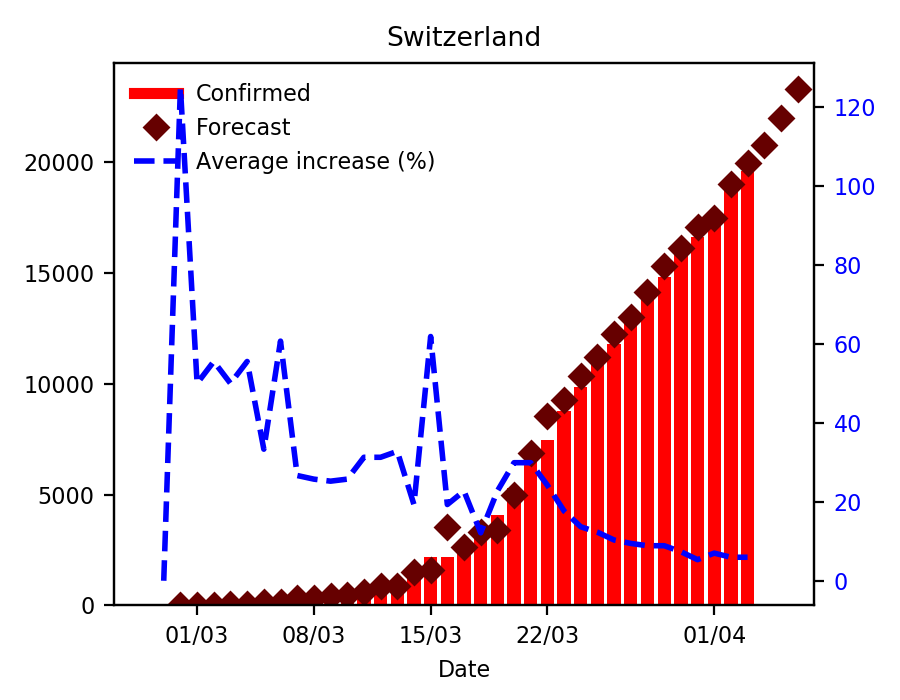 Switzerland
Confirmed
Forecast
Average increase (%)
20000
15000
10000
5000
0
120
100
80
60
40
20
0
01/03 08/03 15/03 22/03 01/04
Date